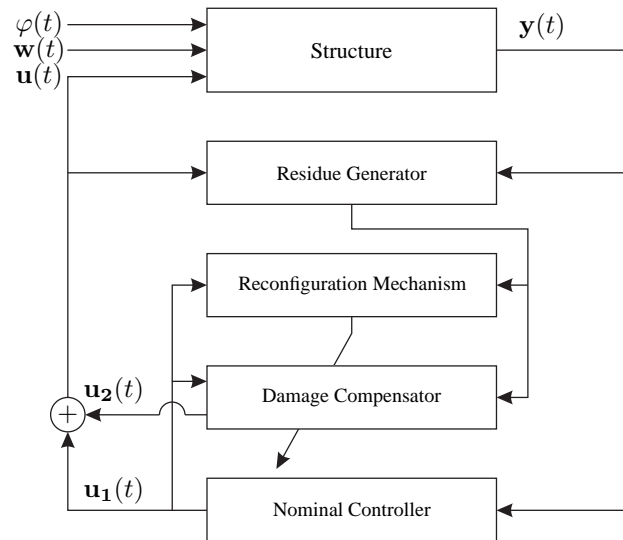 φ(t)
w(t)
u(t)
Structure
y(t)
Residue Generator
Reconfiguration Mechanism
u₂(t)
Damage Compensator
+
u₁(t)
Nominal Controller